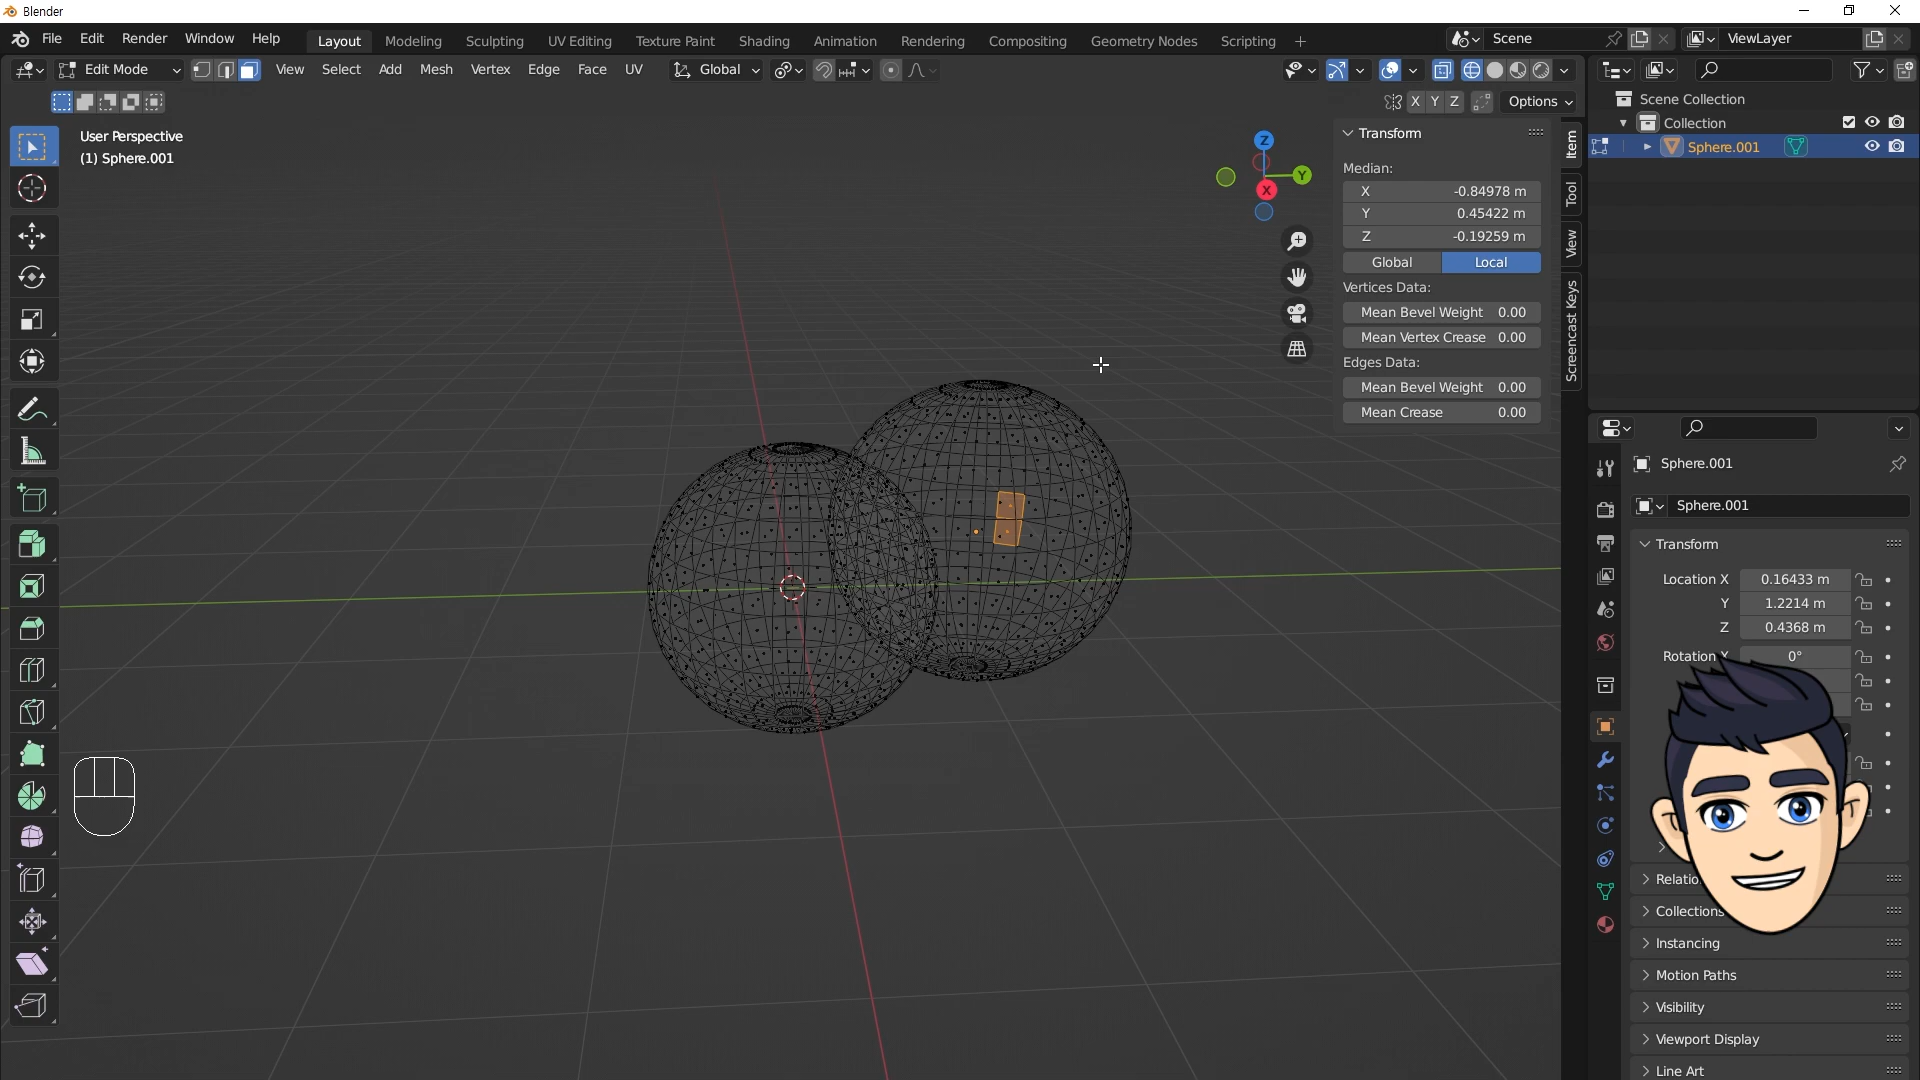 Blender
File Edit Render Window Help
Layout Modeling Sculpting UV Editing Texture Paint Shading Animation Rendering Compositing Geometry Nodes Scripting +
Scene
ViewLayer
Edit Mode View Select Add Mesh Vertex Edge Face UV Global
X Y Z Options
User Perspective
(1) Sphere.001
Z
Y
X
Transform
Median:
X -0.84978 m
Y 0.45422 m
Z -0.19259 m
Global Local
Vertices Data:
Mean Bevel Weight 0.00
Mean Vertex Crease 0.00
Edges Data:
Mean Bevel Weight 0.00
Mean Crease 0.00
Item
Tool
View
Screencast Keys
Scene Collection
Collection
Sphere.001
Sphere.001
Sphere.001
Transform
Location X 0.16433 m
Y 1.2214 m
Z 0.4368 m
Rotation 0°
Relatio
Collections
Instancing
Motion Paths
Visibility
Viewport Display
Line Art